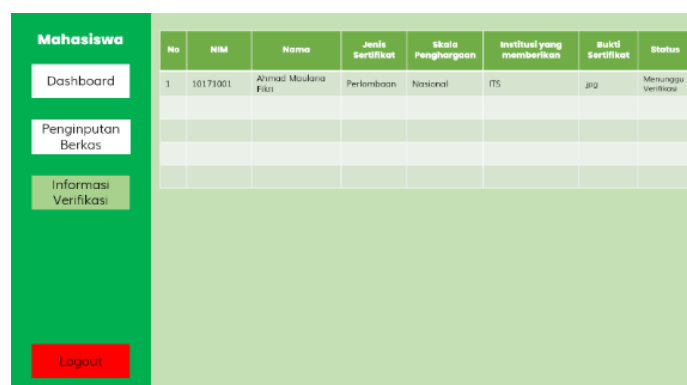 Mahasiswa
Dashboard
Penginputan
Berkas
Informasi
Verifikasi
Logout
No NIM Nama Jenis Sertifikat Skala Penghargaan Institusi yang memberikan Bukti Sertifikat Status
1 10171001 Ahmad Maulana Fikri Perlombaan Nasional ITS .jpg Menunggu Verifikasi